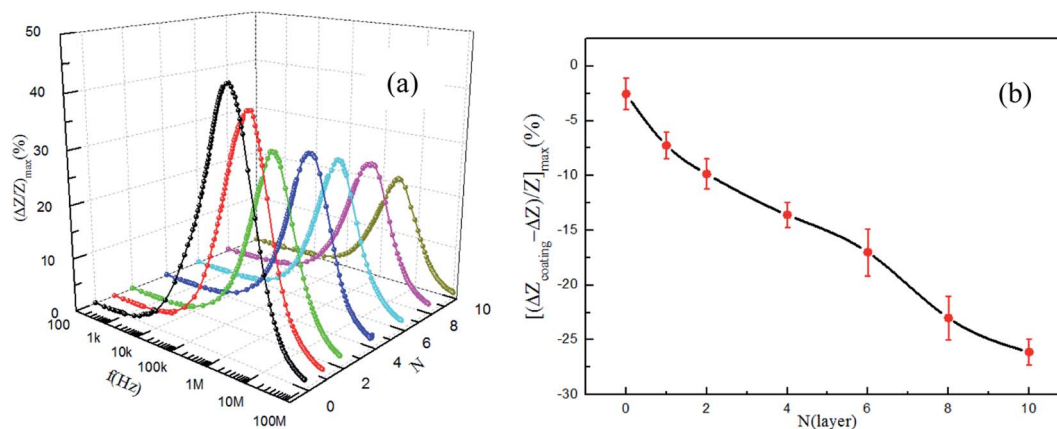 (a)
(ΔZ/Z)max(%)
50
40
30
20
10
0
100
1k
10k
100k
1M
10M
100M
f(Hz)
0
2
4
6
8
10
N
(b)
[(ΔZcoating−ΔZ)/Z]max(%)
0
-5
-10
-15
-20
-25
-30
0
2
4
6
8
10
N(layer)